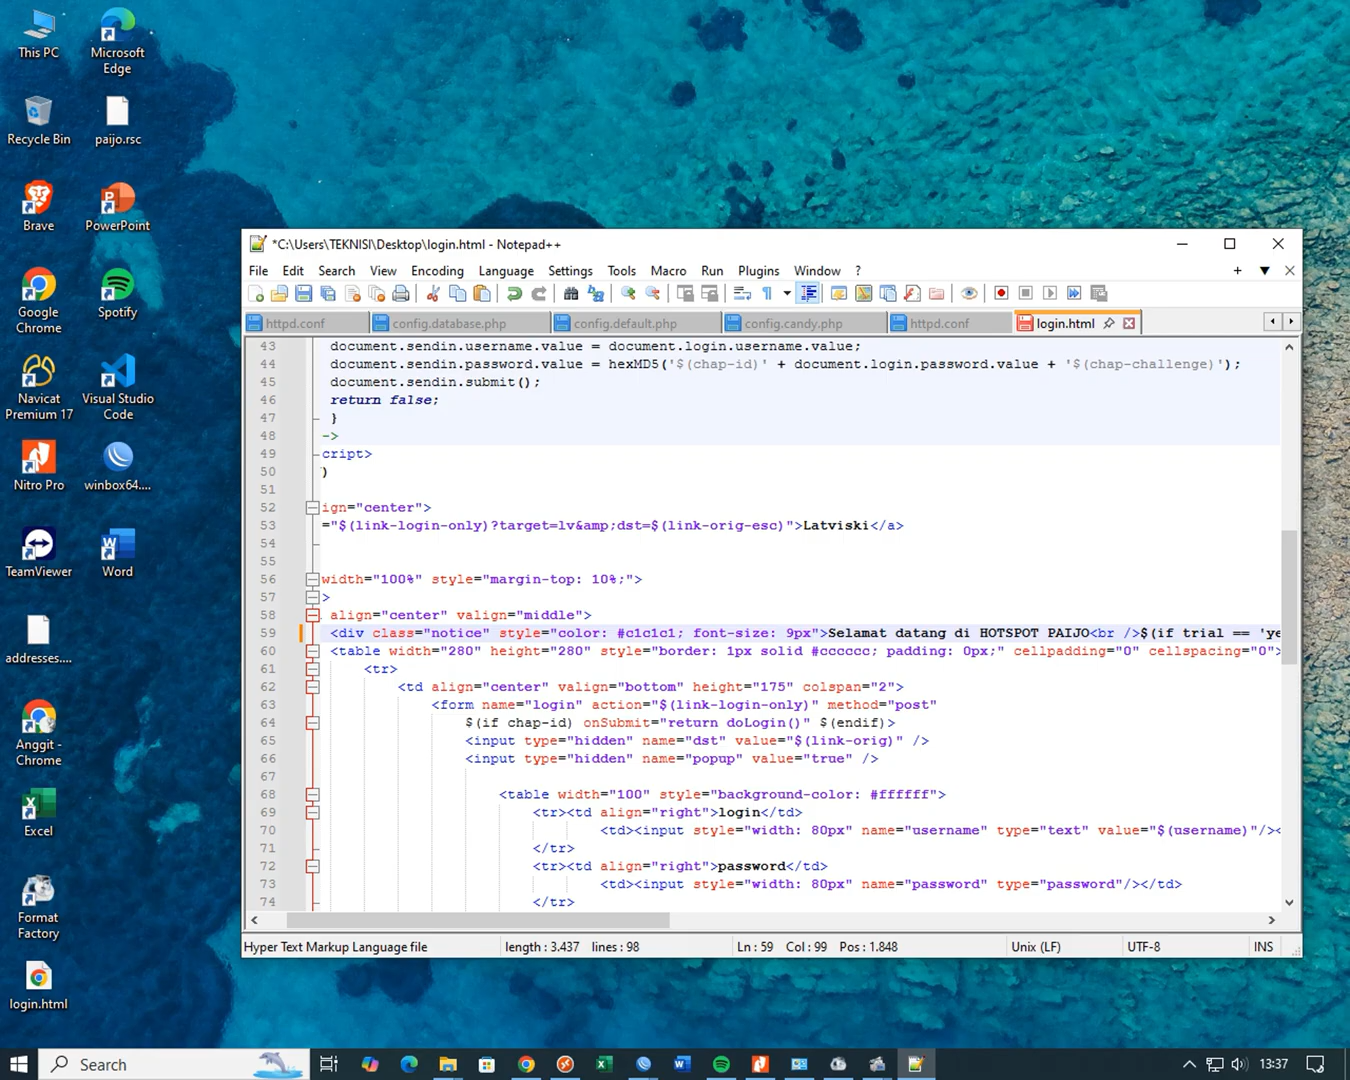 This PC
Microsoft Edge
Recycle Bin
paijo.rsc
Brave
PowerPoint
Google Chrome
Spotify
Navicat Premium 17
Visual Studio Code
Nitro Pro
winbox64....
TeamViewer
Word
addresses....
Anggit - Chrome
Excel
Format Factory
login.html
*C:\Users\TEKNISI\Desktop\login.html - Notepad++
File Edit Search View Encoding Language Settings Tools Macro Run Plugins Window ?
httpd.conf config.database.php config.default.php config.candy.php httpd.conf login.html
43 document.sendin.username.value = document.login.username.value;
44 document.sendin.password.value = hexMD5('$(chap-id)' + document.login.password.value + '$(chap-challenge)');
45 document.sendin.submit();
46 return false;
47 }
48 ->
49 cript>
50 )
51
52 ign="center">
53 ="$(link-login-only)?target=lv&amp;dst=$(link-orig-esc)">Latviski</a>
54
55
56 width="100%" style="margin-top: 10%;">
57 >
58 align="center" valign="middle">
59 <div class="notice" style="color: #c1c1c1; font-size: 9px">Selamat datang di HOTSPOT PAIJO<br />$(if trial == 'ye
60 <table width="280" height="280" style="border: 1px solid #cccccc; padding: 0px;" cellpadding="0" cellspacing="0">
61 <tr>
62 <td align="center" valign="bottom" height="175" colspan="2">
63 <form name="login" action="$(link-login-only)" method="post"
64 $(if chap-id) onSubmit="return doLogin()" $(endif)>
65 <input type="hidden" name="dst" value="$(link-orig)" />
66 <input type="hidden" name="popup" value="true" />
67
68 <table width="100" style="background-color: #ffffff">
69 <tr><td align="right">login</td>
70 <td><input style="width: 80px" name="username" type="text" value="$(username)"/><
71 </tr>
72 <tr><td align="right">password</td>
73 <td><input style="width: 80px" name="password" type="password"/></td>
74 </tr>
Hyper Text Markup Language file length : 3.437 lines : 98 Ln : 59 Col : 99 Pos : 1.848 Unix (LF) UTF-8 INS
Search
13:37